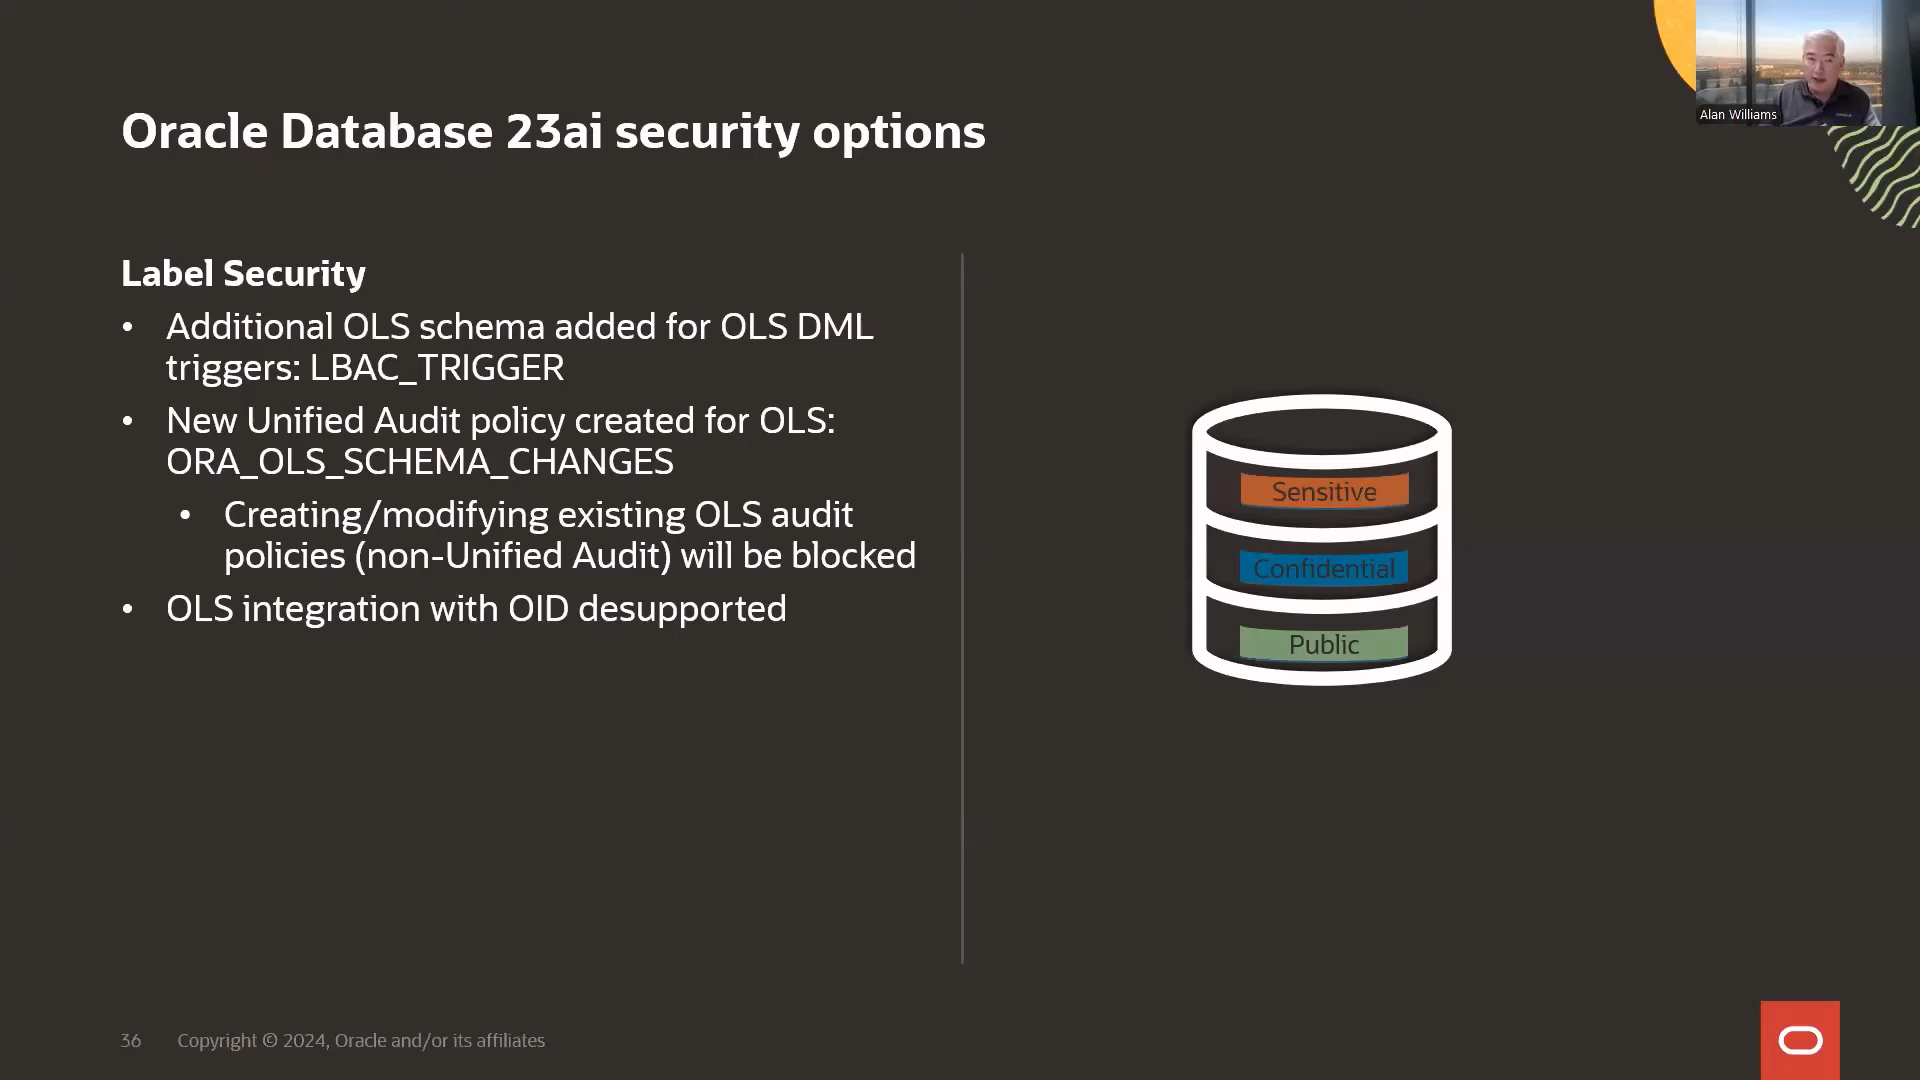 Alan Williams
Oracle Database 23ai security options
Label Security
• Additional OLS schema added for OLS DML
triggers: LBAC_TRIGGER
• New Unified Audit policy created for OLS:
ORA_OLS_SCHEMA_CHANGES
• Creating/modifying existing OLS audit
policies (non-Unified Audit) will be blocked
• OLS integration with OID desupported
Sensitive
Confidential
Public
36 Copyright © 2024, Oracle and/or its affiliates